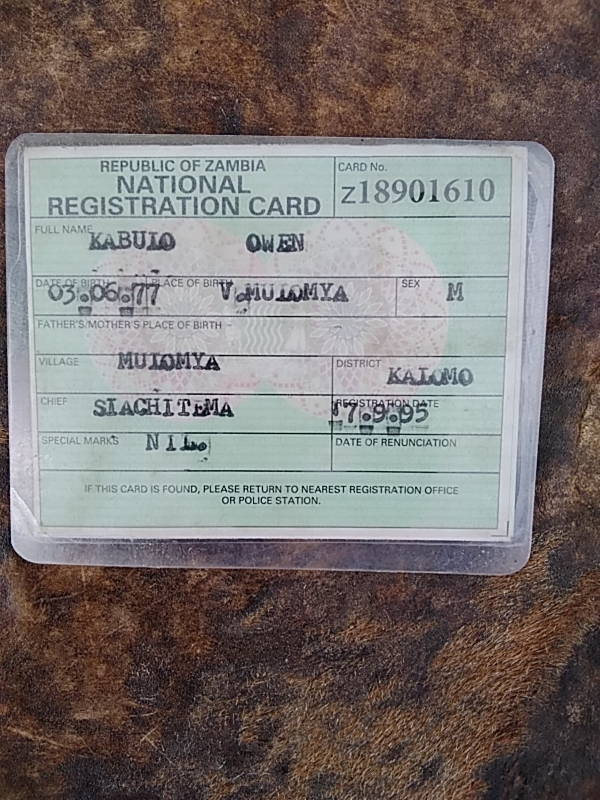 REPUBLIC OF ZAMBIA
NATIONAL
REGISTRATION CARD
CARD No.
Z18901610
FULL NAME
KABUIO OWEN
DATE OF BIRTH PLACE OF BIRTH SEX
03.06.77 V.MUIOMYA M
FATHER'S/MOTHER'S PLACE OF BIRTH –
VILLAGE MUIOMYA
DISTRICT KALOMO
CHIEF SIACHITEMA
REGISTRATION DATE
17.9.95
SPECIAL MARKS NIL.
DATE OF RENUNCIATION
IF THIS CARD IS FOUND, PLEASE RETURN TO NEAREST REGISTRATION OFFICE
OR POLICE STATION.